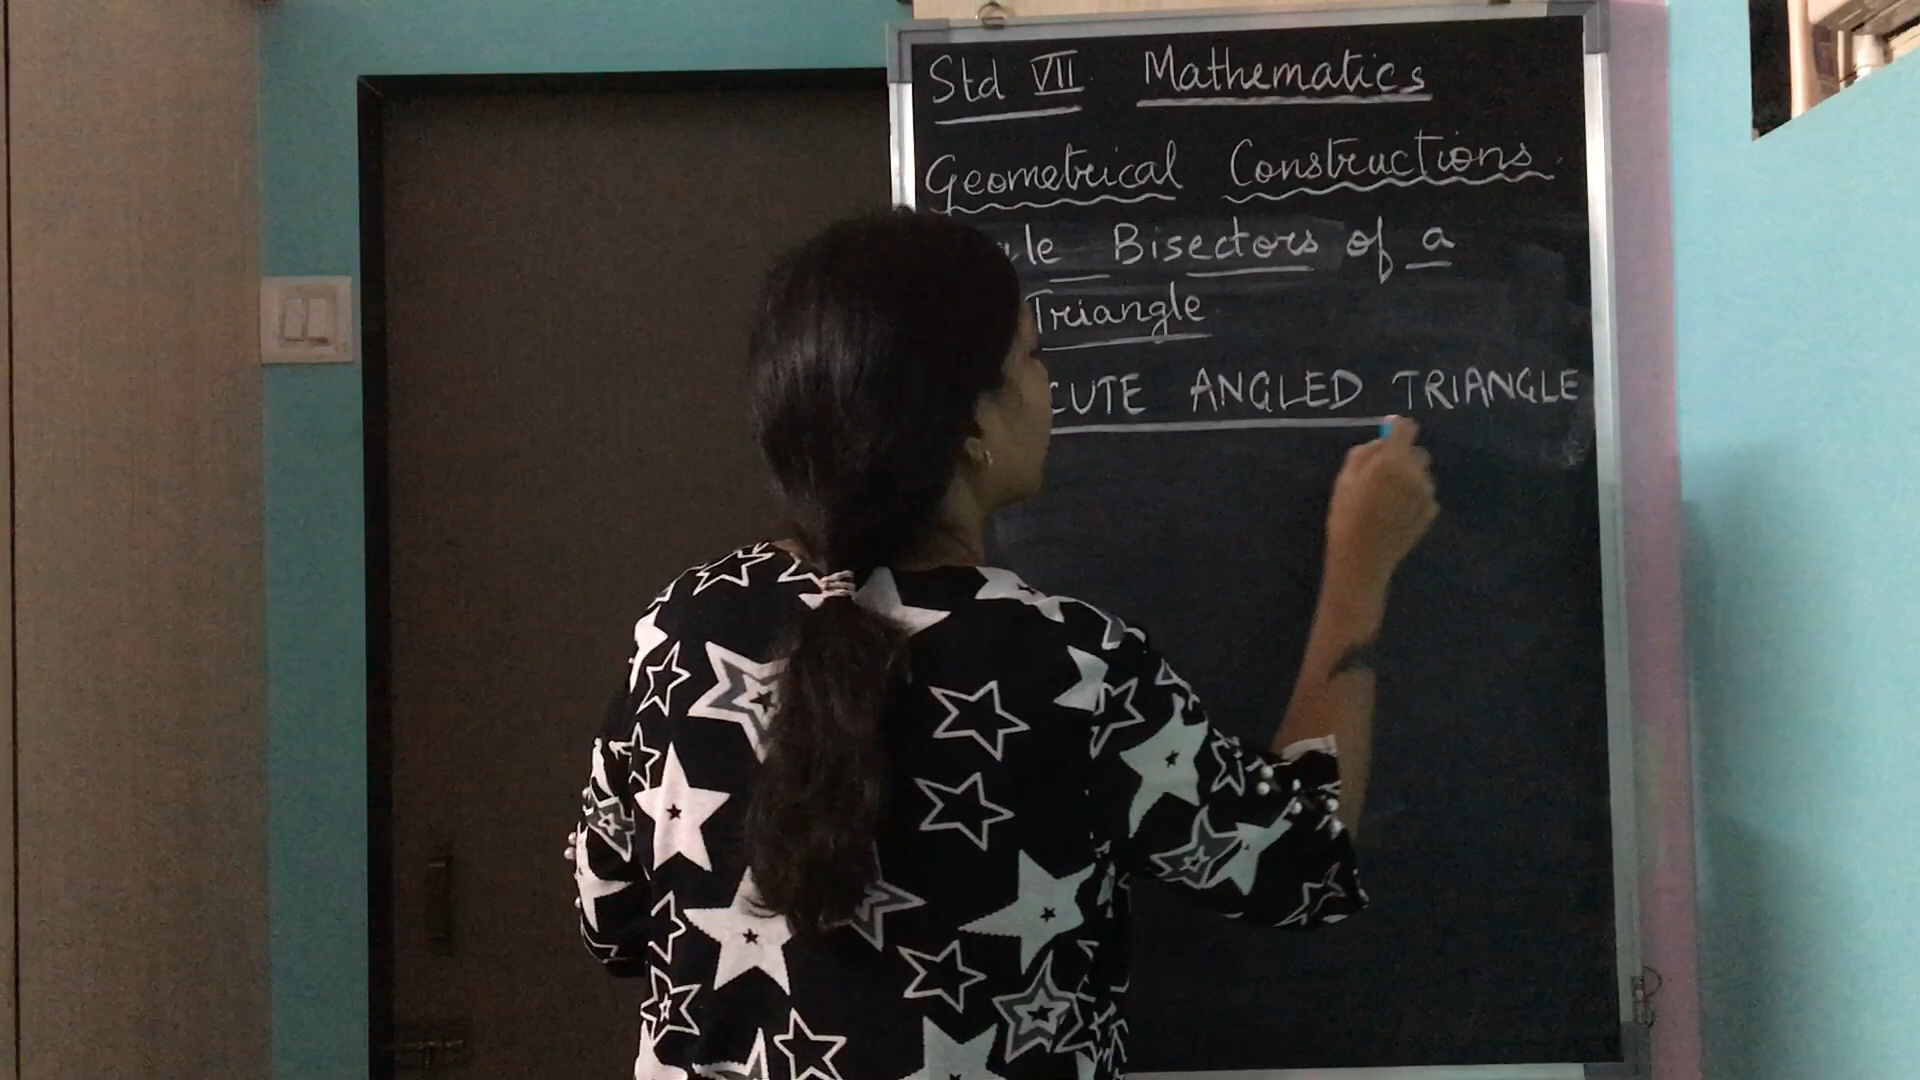 Std VII Mathematics
Geometrical Constructions
Bisectors of a
Triangle
ANGLED TRIANGLE